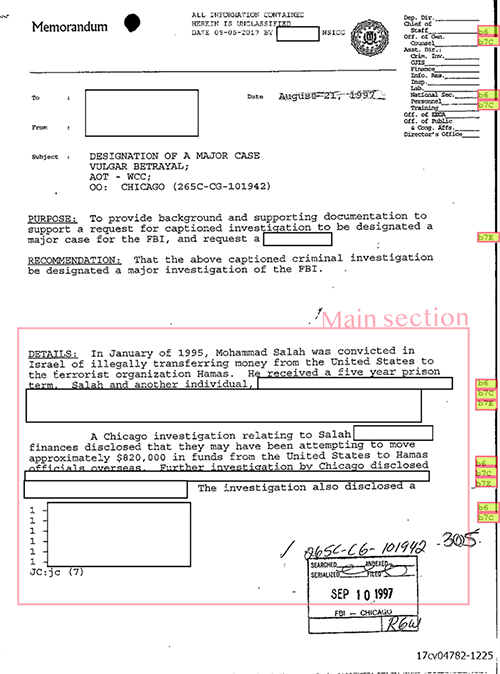 Memorandum
ALL INFORMATION CONTAINED
HEREIN IS UNCLASSIFIED
DATE 09-05-2017 BY NSICG
Dep. Dir.
Chief of
Staff
Off. of Gen.
Counsel
Asst. Dir.:
Crim. Inv.
CJIS
Finance
Info. Res.
Insp.
Lab.
National Sec.
Personnel
Training
Off. of EEOA
Off. of Public
& Cong. Affs.
Director's Office
b6
b7C
b6
b7C
To :
Date August 21, 1997
From :
Subject : DESIGNATION OF A MAJOR CASE
VULGAR BETRAYAL;
AOT - WCC;
OO: CHICAGO (265C-CG-101942)
PURPOSE: To provide background and supporting documentation to
support a request for captioned investigation to be designated a
major case for the FBI, and request a
b7E
RECOMMENDATION: That the above captioned criminal investigation
be designated a major investigation of the FBI.
Main section
DETAILS: In January of 1995, Mohammad Salah was convicted in
Israel of illegally transferring money from the United States to
the terrorist organization Hamas. He received a five year prison
term. Salah and another individual,
b6
b7C
b7E
A Chicago investigation relating to Salah
finances disclosed that they may have been attempting to move
approximately $820,000 in funds from the United States to Hamas
officials overseas. Further investigation by Chicago disclosed
b6
b7C
b7E
The investigation also disclosed a
b6
b7C
1 -
1 -
1 -
1 -
1 -
1 -
JC:jc (7)
265C-CG-101942-305
SEARCHED INDEXED
SERIALIZED FILED
SEP 10 1997
FBI - CHICAGO
RGW
17cv04782-1225